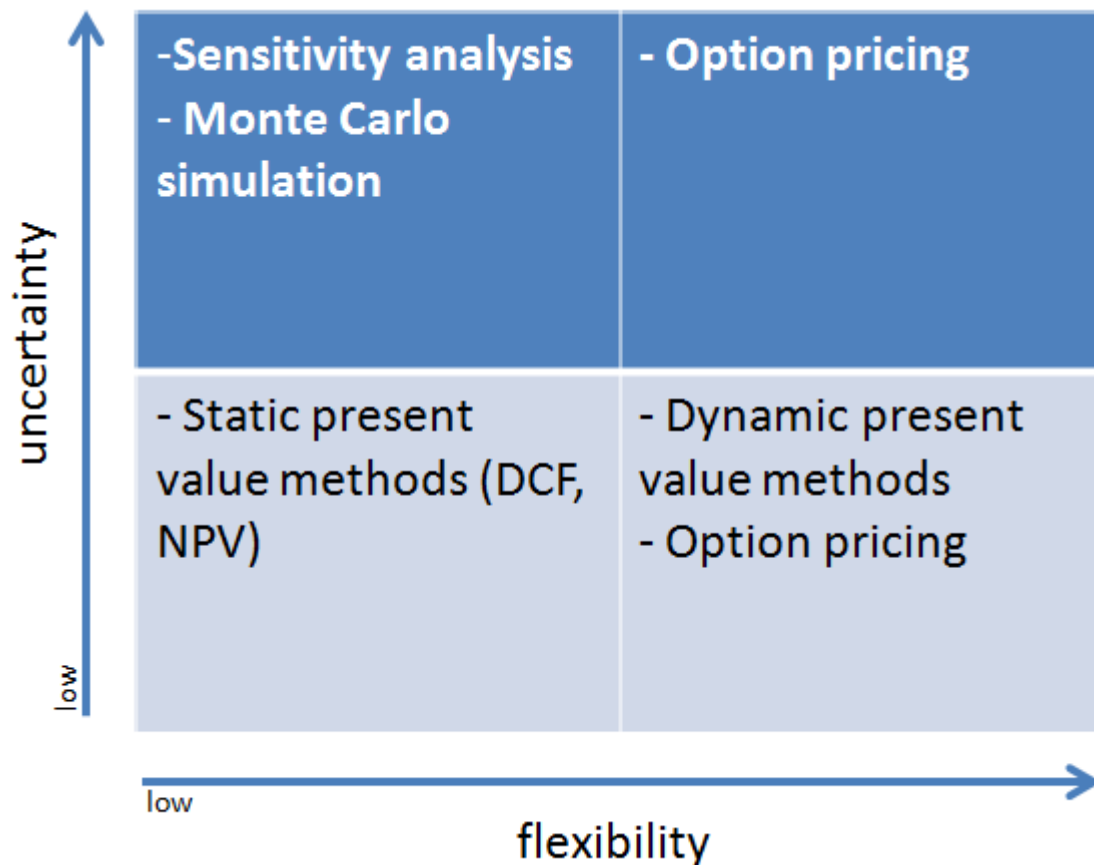 -Sensitivity analysis
- Monte Carlo
simulation
- Option pricing
- Static present
value methods (DCF,
NPV)
- Dynamic present
value methods
- Option pricing
uncertainty
low
low
flexibility